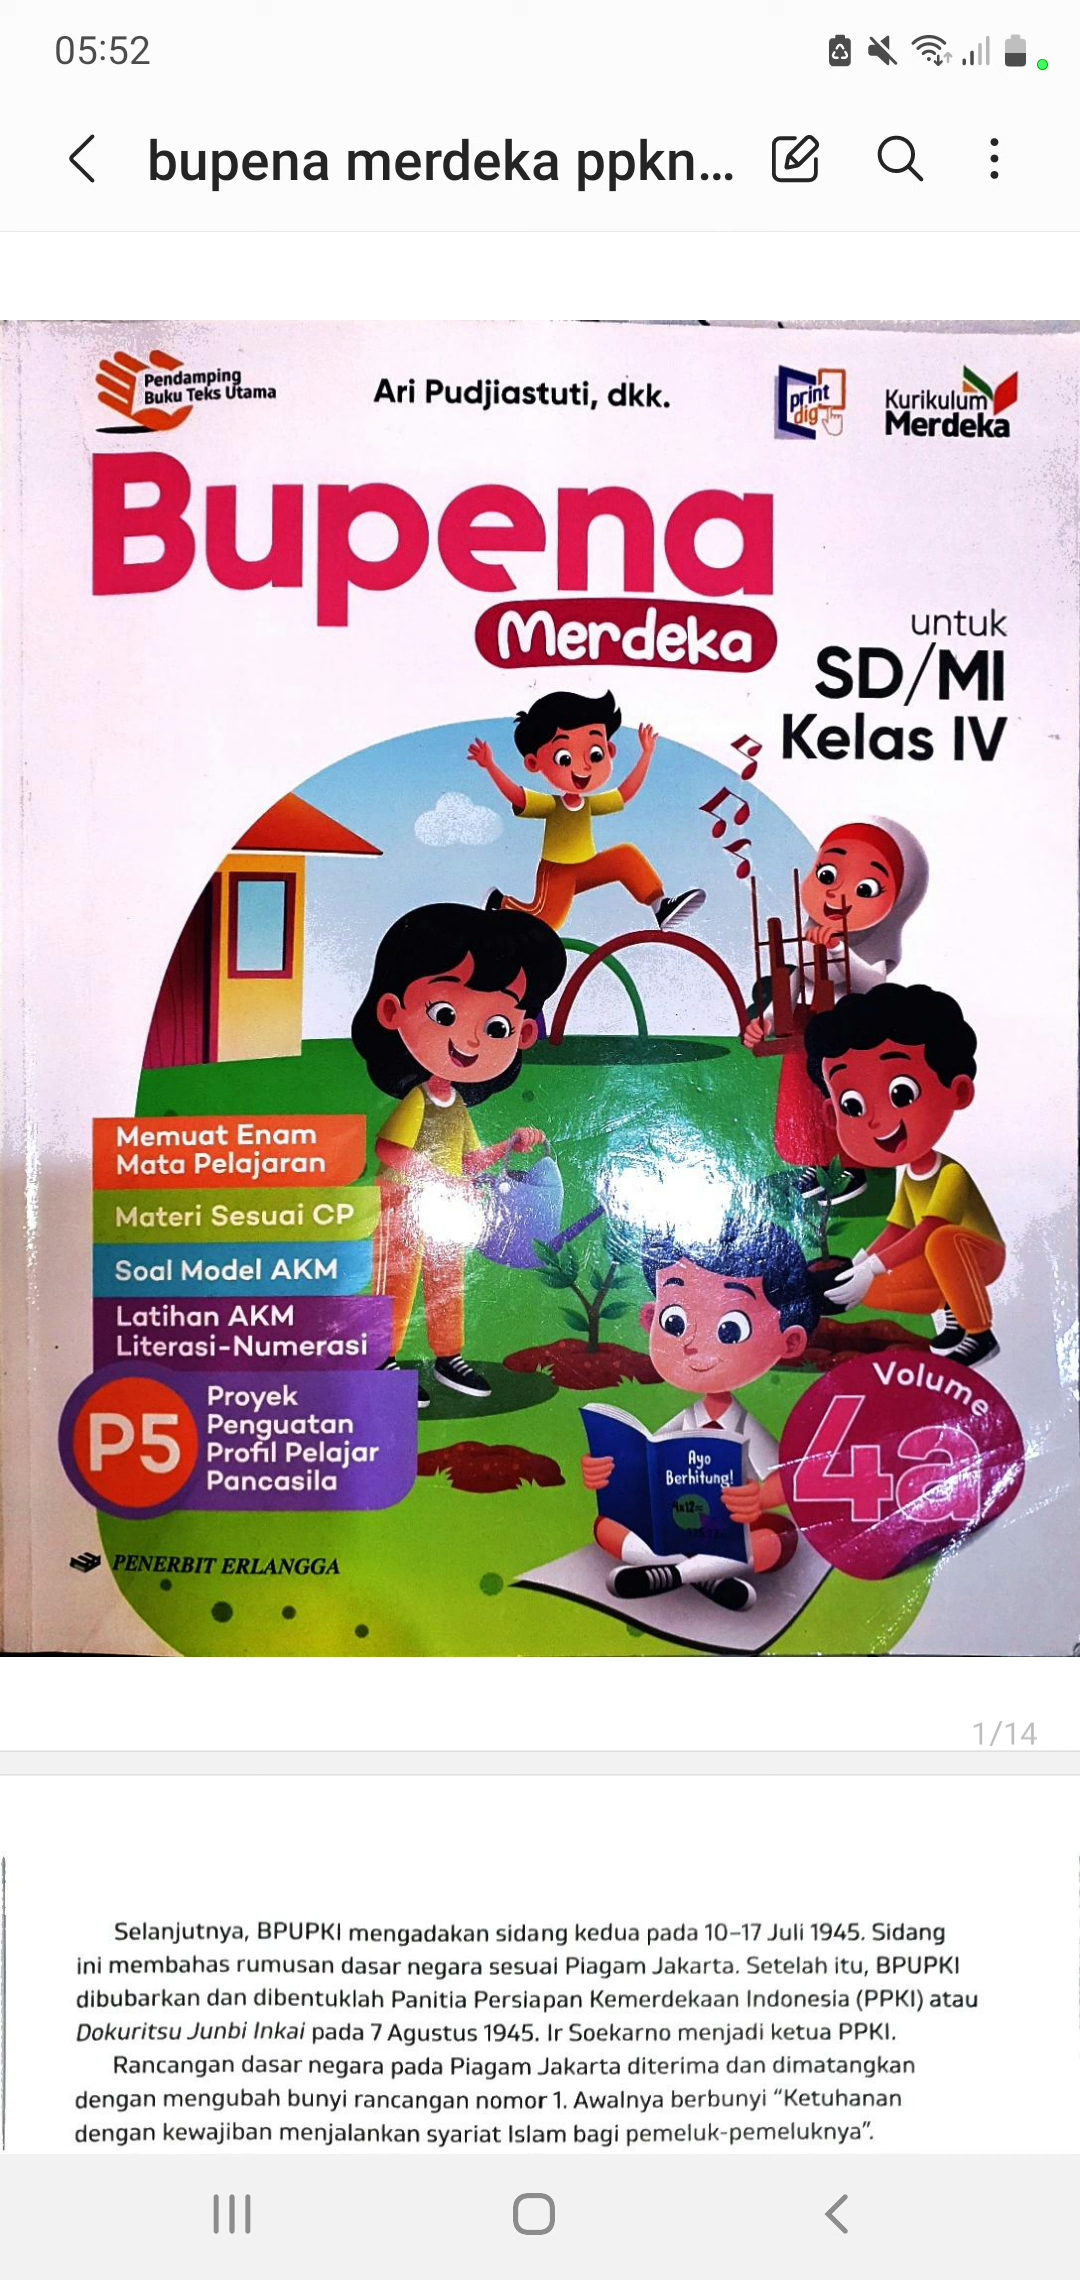 05:52
bupena merdeka ppkn...
Pendamping
Buku Teks Utama
Ari Pudjiastuti, dkk.
print
dig
Kurikulum
Merdeka
Bupena
Merdeka
untuk
SD/MI
Kelas IV
Memuat Enam
Mata Pelajaran
Materi Sesuai CP
Soal Model AKM
Latihan AKM
Literasi-Numerasi
P5
Proyek
Penguatan
Profil Pelajar
Pancasila
Ayo
Berhitung!
4x12=
Volume
4a
PENERBIT ERLANGGA
1/14
Selanjutnya, BPUPKI mengadakan sidang kedua pada 10–17 Juli 1945. Sidang
ini membahas rumusan dasar negara sesuai Piagam Jakarta. Setelah itu, BPUPKI
dibubarkan dan dibentuklah Panitia Persiapan Kemerdekaan Indonesia (PPKI) atau
Dokuritsu Junbi Inkai pada 7 Agustus 1945. Ir Soekarno menjadi ketua PPKI.
Rancangan dasar negara pada Piagam Jakarta diterima dan dimatangkan
dengan mengubah bunyi rancangan nomor 1. Awalnya berbunyi “Ketuhanan
dengan kewajiban menjalankan syariat Islam bagi pemeluk-pemeluknya”.